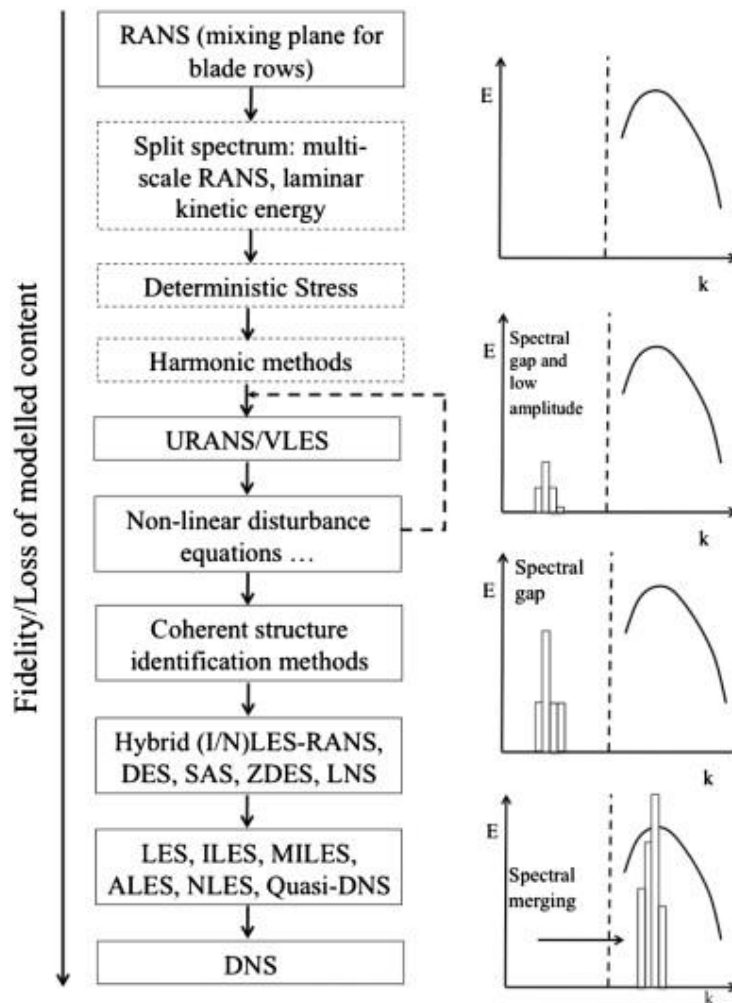 Fidelity/Loss of modelled content
RANS (mixing plane for
blade rows)
Split spectrum: multi-
scale RANS, laminar
kinetic energy
Deterministic Stress
Harmonic methods
URANS/VLES
Non-linear disturbance
equations …
Coherent structure
identification methods
Hybrid (I/N)LES-RANS,
DES, SAS, ZDES, LNS
LES, ILES, MILES,
ALES, NLES, Quasi-DNS
DNS
E
k
E
Spectral
gap and
low
amplitude
k
E
Spectral
gap
k
E
Spectral
merging
k